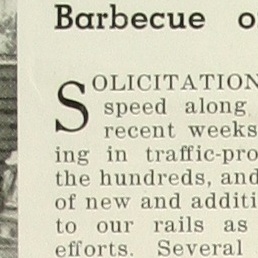 Barbecue
SOLICITATION
speed along
recent weeks
ing in traffic-pro
the hundreds, and
of new and additi
to our rails as
efforts. Several